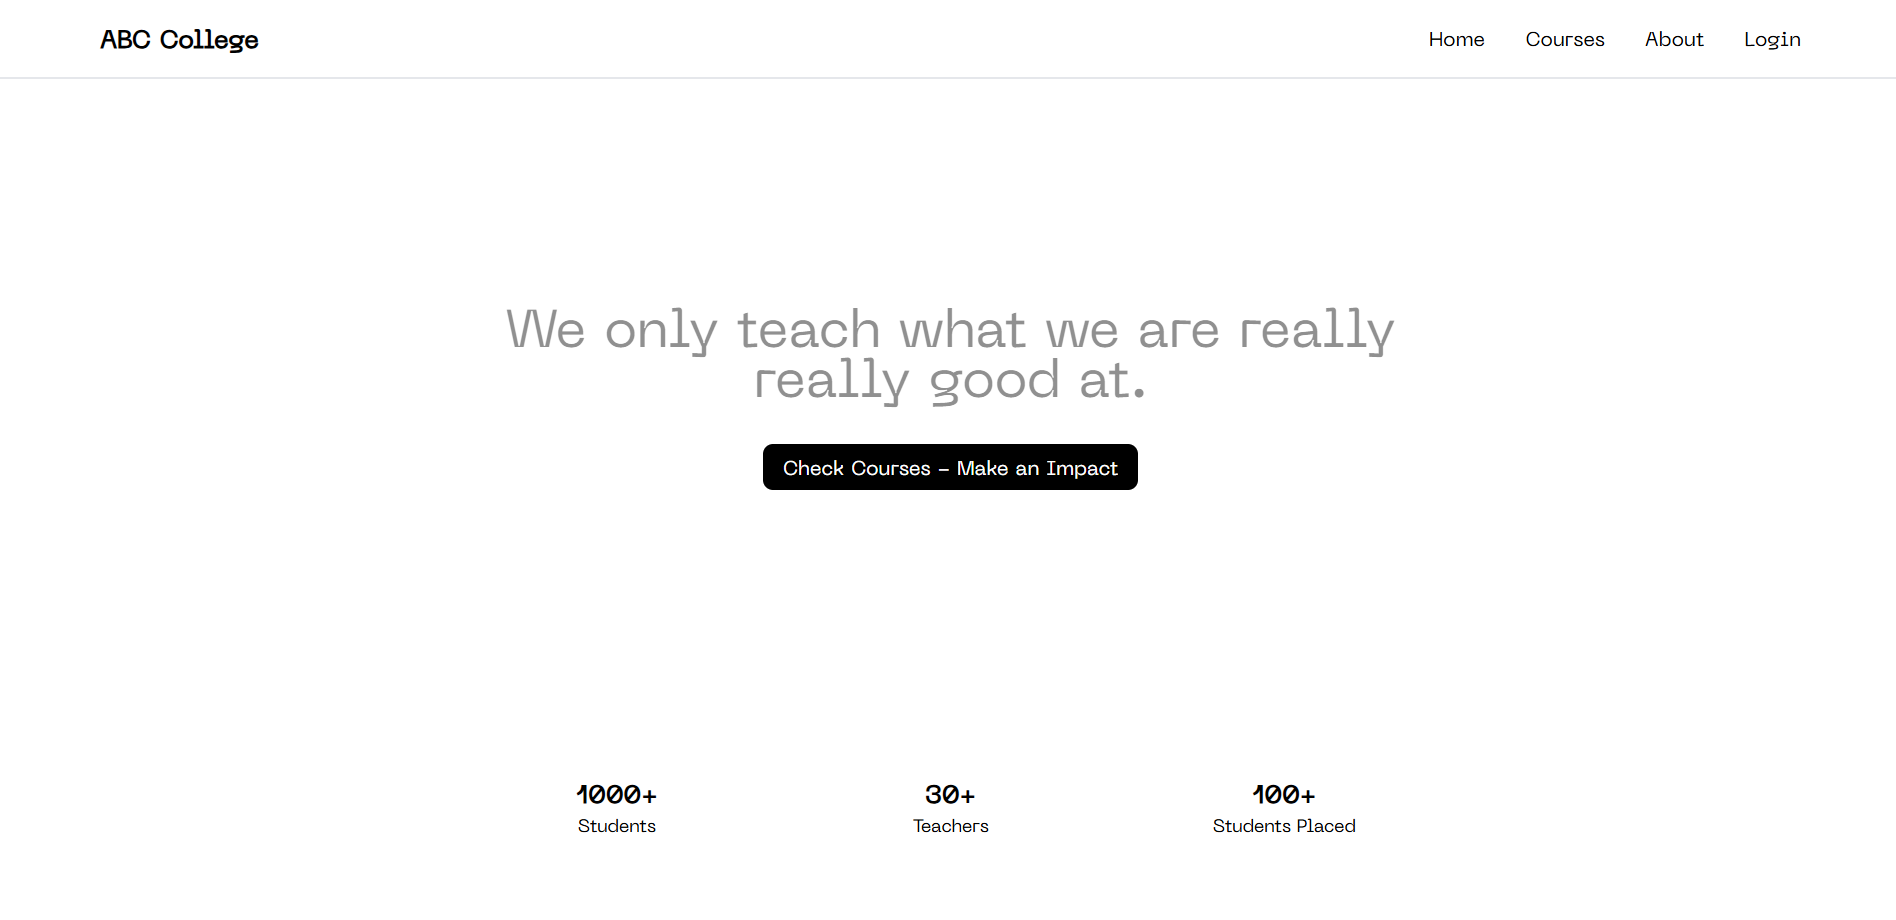 ABC College
Home Courses About Login
We only teach what we are really
really good at.
Check Courses - Make an Impact
1000+ 30+ 100+
Students Teachers Students Placed